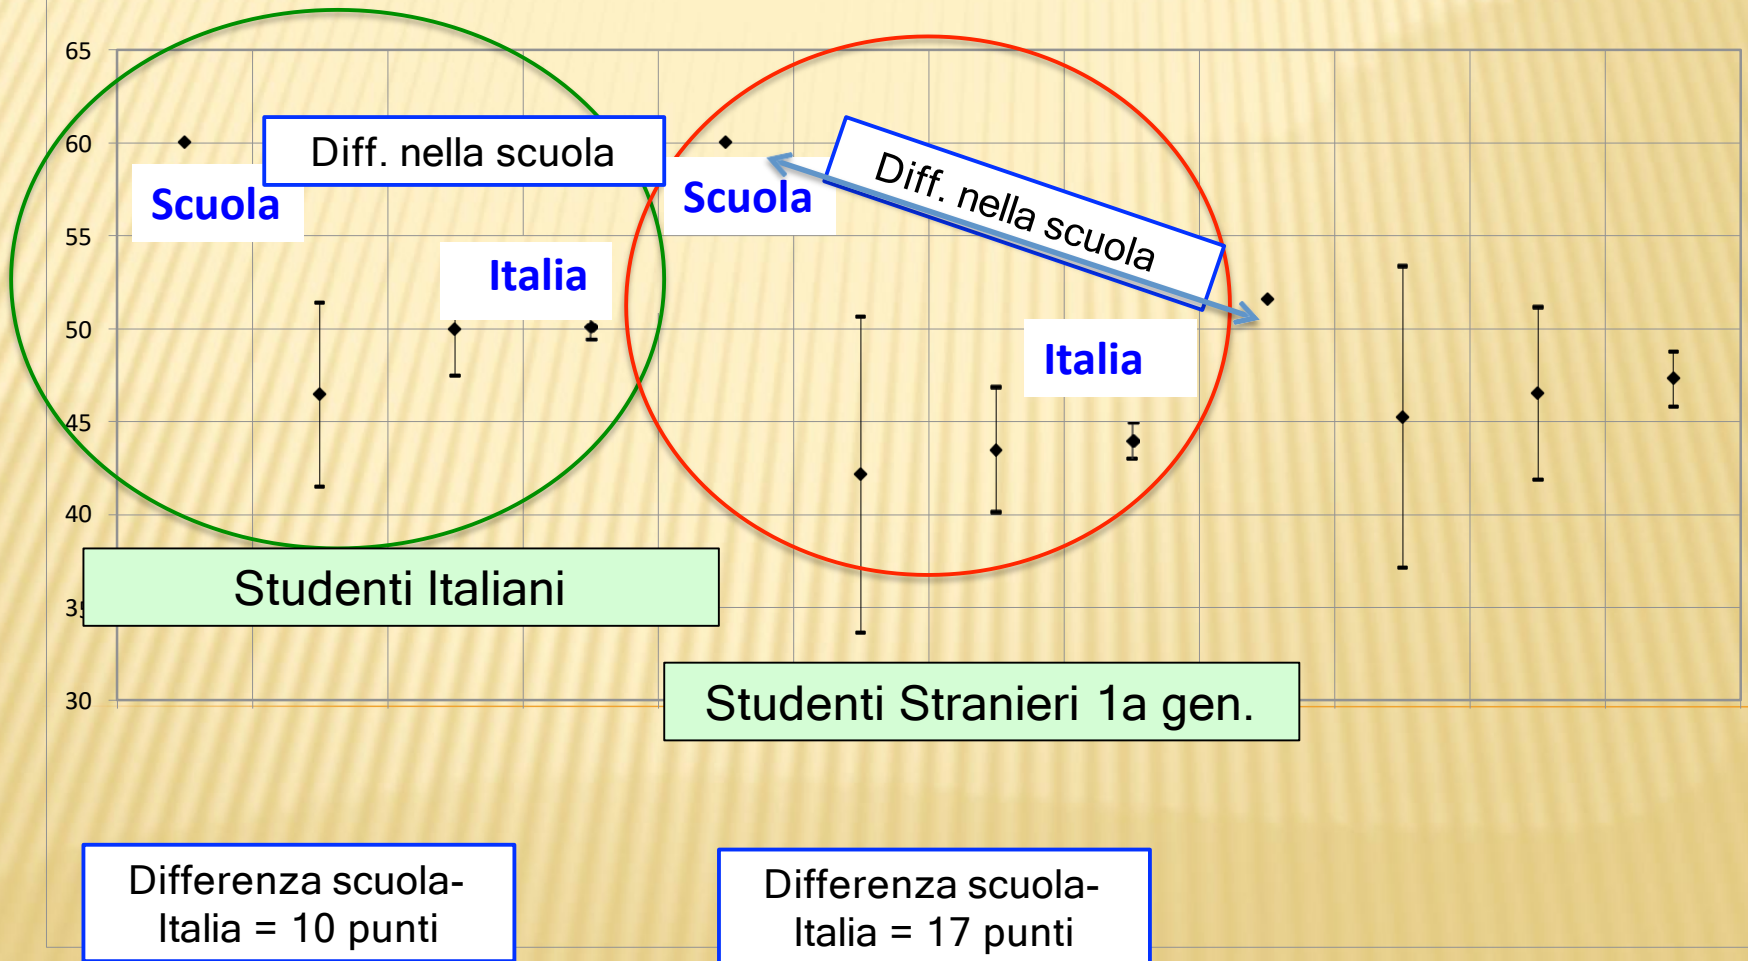 65
60
Diff. nella scuola
Scuola
Scuola
Diff. nella scuola
55
Italia
50
Italia
45
40
Studenti Italiani
30
Studenti Stranieri 1a gen.
Differenza scuola-
Italia = 10 punti
Differenza scuola-
Italia = 17 punti